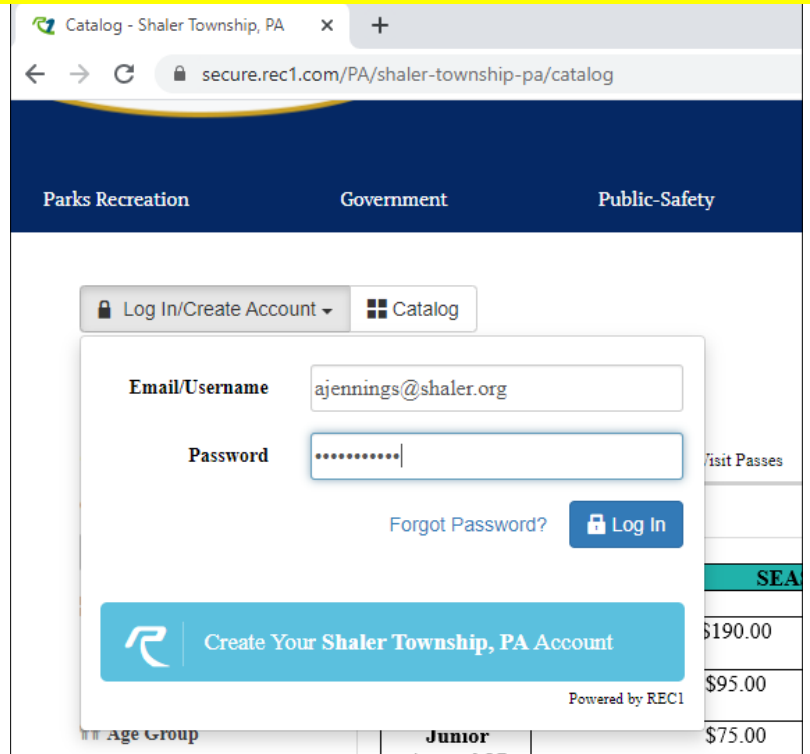 Catalog - Shaler Township, PA
secure.rec1.com/PA/shaler-township-pa/catalog
Parks Recreation Government Public-Safety
Log In/Create Account Catalog
Email/Username ajennings@shaler.org
Password •••••••••••
Visit Passes
Forgot Password? Log In
SEA
$190.00
Create Your Shaler Township, PA Account
$95.00
Powered by REC1
Age Group Junior $75.00